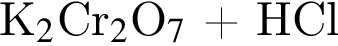 K₂Cr₂O₇ + HCl